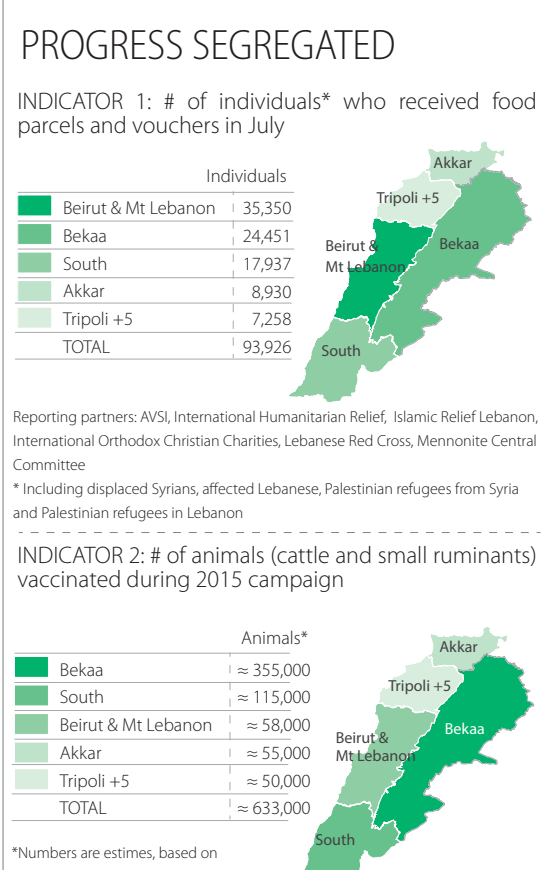 PROGRESS SEGREGATED
INDICATOR 1: # of individuals* who received food
parcels and vouchers in July
Individuals
Beirut & Mt Lebanon 35,350
Bekaa 24,451
South 17,937
Akkar 8,930
Tripoli +5 7,258
TOTAL 93,926
Akkar
Tripoli +5
Beirut &
Mt Lebanon
Bekaa
South
Reporting partners: AVSI, International Humanitarian Relief, Islamic Relief Lebanon,
International Orthodox Christian Charities, Lebanese Red Cross, Mennonite Central
Committee
* Including displaced Syrians, affected Lebanese, Palestinian refugees from Syria
and Palestinian refugees in Lebanon
INDICATOR 2: # of animals (cattle and small ruminants)
vaccinated during 2015 campaign
Animals*
Bekaa ≈ 355,000
South ≈ 115,000
Beirut & Mt Lebanon ≈ 58,000
Akkar ≈ 55,000
Tripoli +5 ≈ 50,000
TOTAL ≈ 633,000
Akkar
Tripoli +5
Beirut &
Mt Lebanon
Bekaa
South
*Numbers are estimes, based on